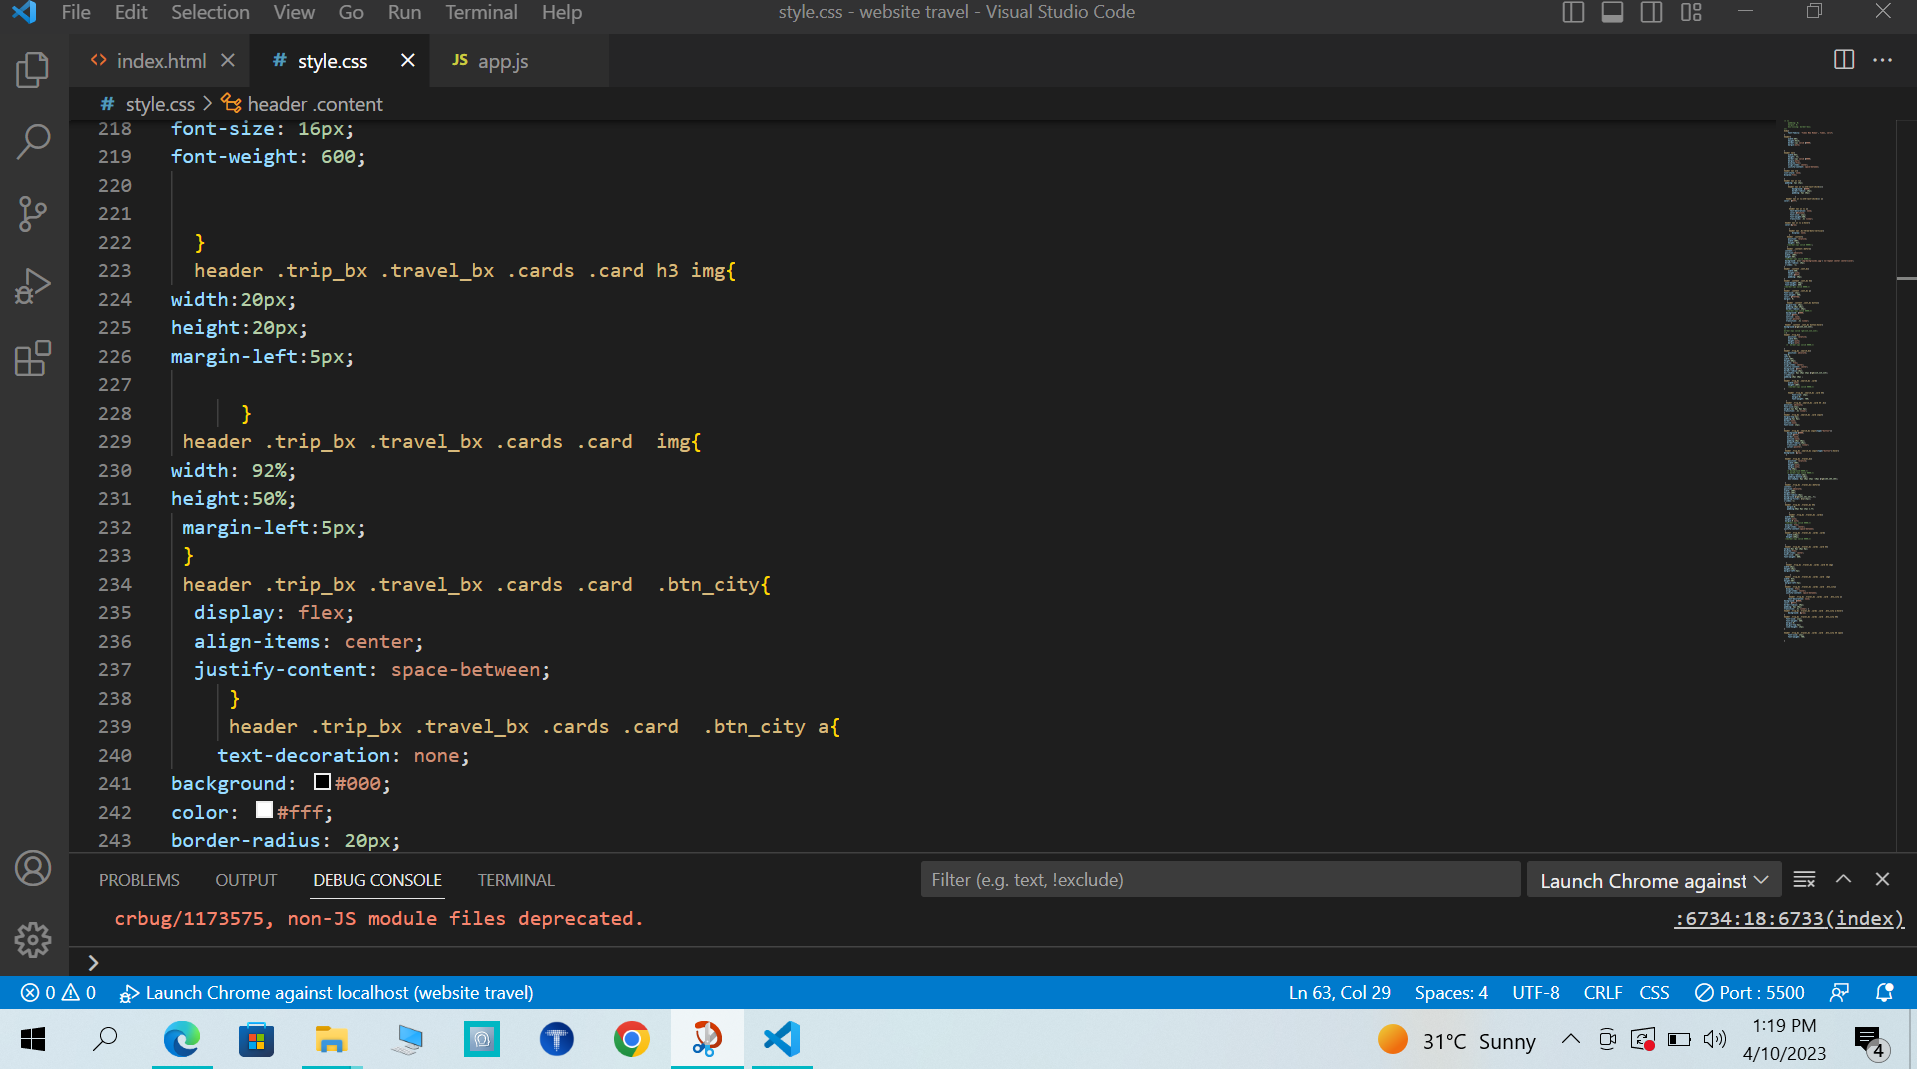 File Edit Selection View Go Run Terminal Help style.css - website travel - Visual Studio Code
index.html # style.css JS app.js
# style.css > header .content
218 font-size: 16px;
219 font-weight: 600;
220
221
222 }
223 header .trip_bx .travel_bx .cards .card h3 img{
224 width:20px;
225 height:20px;
226 margin-left:5px;
227
228 }
229 header .trip_bx .travel_bx .cards .card  img{
230 width: 92%;
231 height:50%;
232 margin-left:5px;
233 }
234 header .trip_bx .travel_bx .cards .card  .btn_city{
235 display: flex;
236 align-items: center;
237 justify-content: space-between;
238 }
239 header .trip_bx .travel_bx .cards .card  .btn_city a{
240 text-decoration: none;
241 background: #000;
242 color: #fff;
243 border-radius: 20px;
PROBLEMS OUTPUT DEBUG CONSOLE TERMINAL Filter (e.g. text, !exclude) Launch Chrome against
crbug/1173575, non-JS module files deprecated. :6734:18:6733(index)
>
0 0 Launch Chrome against localhost (website travel) Ln 63, Col 29 Spaces: 4 UTF-8 CRLF CSS Port : 5500
31°C Sunny 1:19 PM
4/10/2023 4